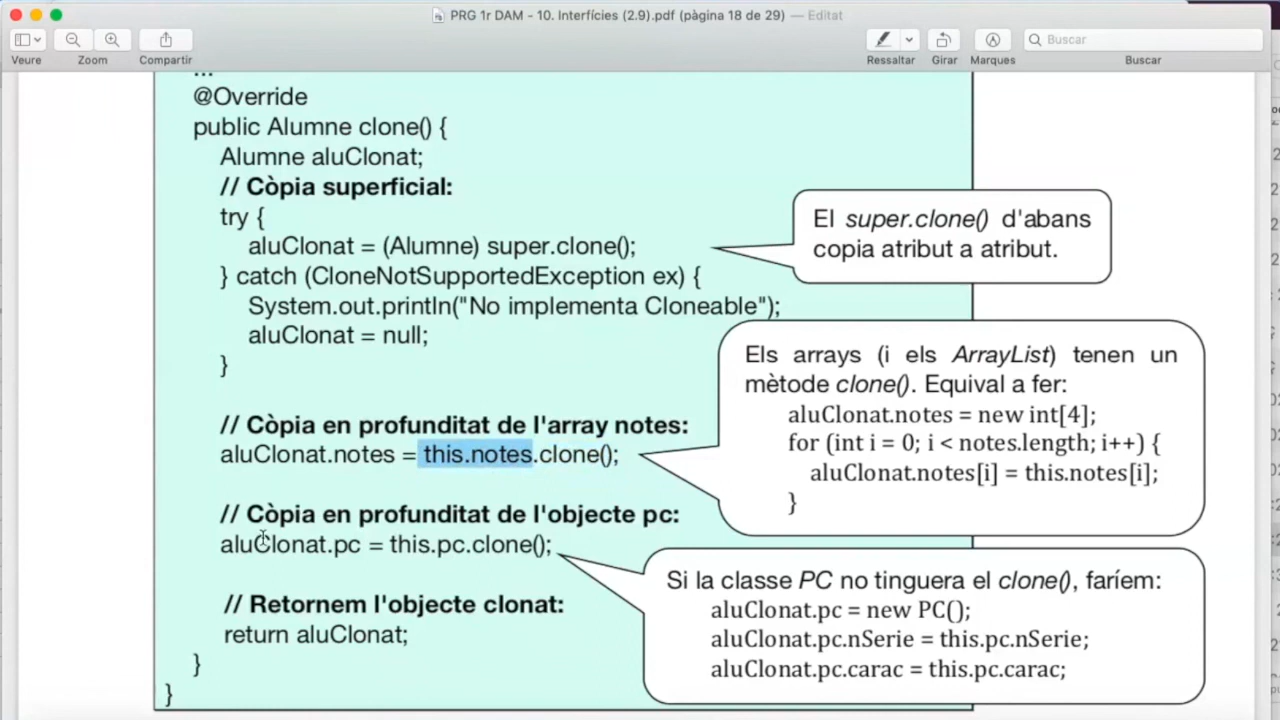 PRG 1r DAM - 10. Interfícies (2.9).pdf (pàgina 18 de 29) — Editat
Veure
Zoom
Compartir
Ressaltar
Girar
Marques
Buscar
Buscar
...
@Override
public Alumne clone() {
Alumne aluClonat;
// Còpia superficial:
try {
aluClonat = (Alumne) super.clone();
} catch (CloneNotSupportedException ex) {
System.out.println("No implementa Cloneable");
aluClonat = null;
}
// Còpia en profunditat de l'array notes:
aluClonat.notes = this.notes.clone();
// Còpia en profunditat de l'objecte pc:
aluClonat.pc = this.pc.clone();
// Retornem l'objecte clonat:
return aluClonat;
}
}
El super.clone() d'abans
copia atribut a atribut.
Els arrays (i els ArrayList) tenen un
mètode clone(). Equival a fer:
aluClonat.notes = new int[4];
for (int i = 0; i < notes.length; i++) {
aluClonat.notes[i] = this.notes[i];
}
Si la classe PC no tinguera el clone(), faríem:
aluClonat.pc = new PC();
aluClonat.pc.nSerie = this.pc.nSerie;
aluClonat.pc.carac = this.pc.carac;